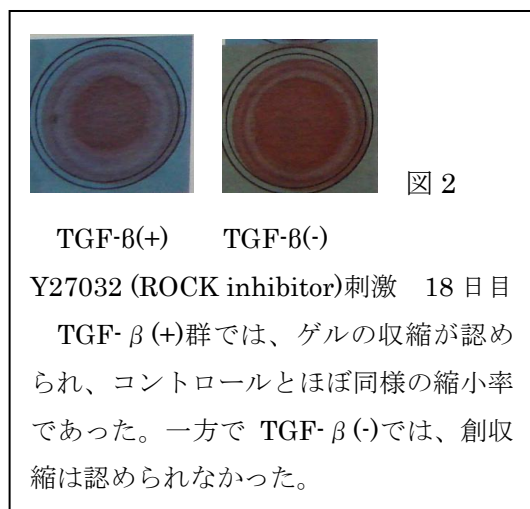 図 2
TGF-β(+) TGF-β(-)
Y27032 (ROCK inhibitor)刺激 18 日目
TGF- β (+)群では、ゲルの収縮が認め
られ、コントロールとほぼ同様の縮小率
であった。一方で TGF- β (-)では、創収
縮は認められなかった。